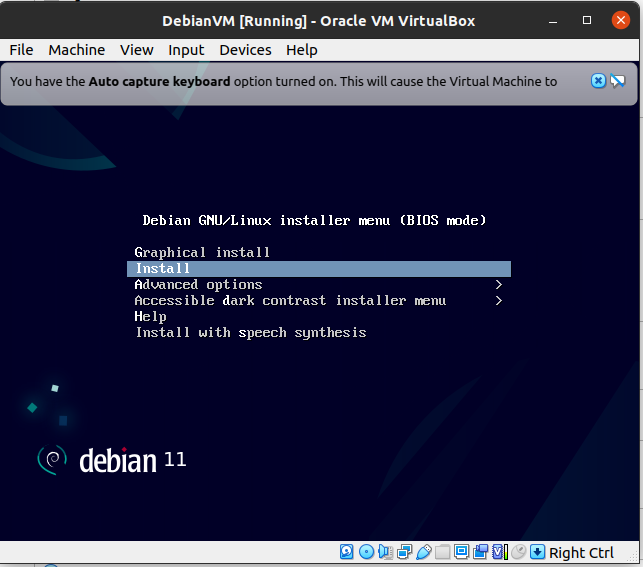 DebianVM [Running] - Oracle VM VirtualBox
File Machine View Input Devices Help
You have the Auto capture keyboard option turned on. This will cause the Virtual Machine to
Debian GNU/Linux installer menu (BIOS mode)
Graphical install
Install
Advanced options >
Accessible dark contrast installer menu >
Help
Install with speech synthesis
debian 11
Right Ctrl